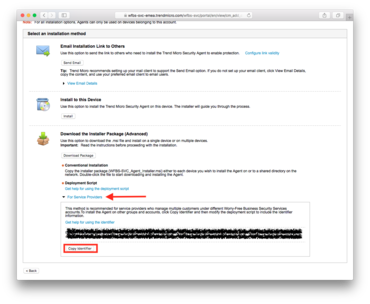 wfbs-svc-emea.trendmicro.com
Note: For all installation options, Agents can only be used on devices belonging to this account.
Select an installation method
Email Installation Link to Others
Use this option to send the link to others who need to install the Trend Micro Security Agent to enable protection. Configure link validity
Send Email
Tip: Trend Micro recommends setting up your mail client to support the Send Email option. If you do not set up your email client, click View Email Details,
copy the content, and use your preferred email client to email users.
View Email Details
Install to this Device
Use this option to install the Trend Micro Security Agent on this device. The installer will guide you through the process.
Install
Download the Installer Package (Advanced)
Use this option to download the .msi file and install on a single device or on multiple devices.
Important: Read the instructions before proceeding with the installation.
Download Package
Conventional Installation
Copy the installer package (WFBS-SVC_Agent_Installer.msi) either to each device you wish to install the Agent on or to a shared directory on the
network. Double-click the file to start downloading and installing the Agent.
Deployment Script
Get help for using the deployment script
For Service Providers
This method is recommended for service providers who manage multiple customers under different Worry-Free Business Security Services
accounts. To install the Agent on other groups and accounts, click Copy Identifier and then modify the deployment script to include the identifier
information.
Get help for using the identifier
Copy Identifier
< Back